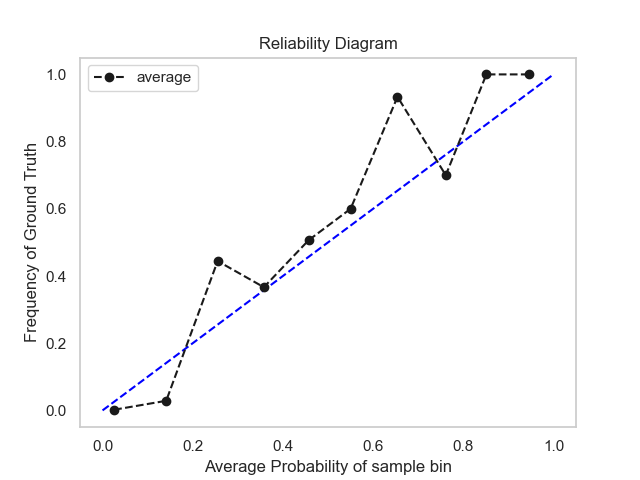 Reliability Diagram
average
Frequency of Ground Truth
1.0
0.8
0.6
0.4
0.2
0.0
0.0 0.2 0.4 0.6 0.8 1.0
Average Probability of sample bin